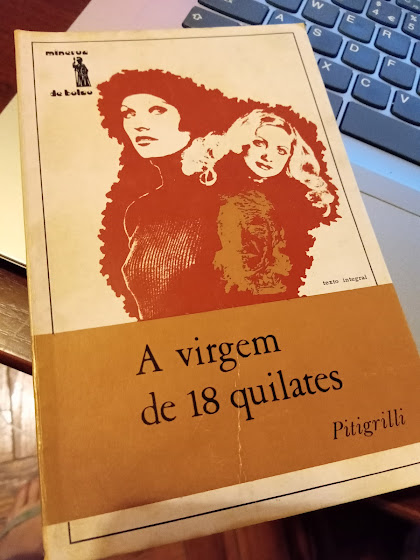 minerva
de bolso
texto integral
A virgem
de 18 quilates
Pitigrilli